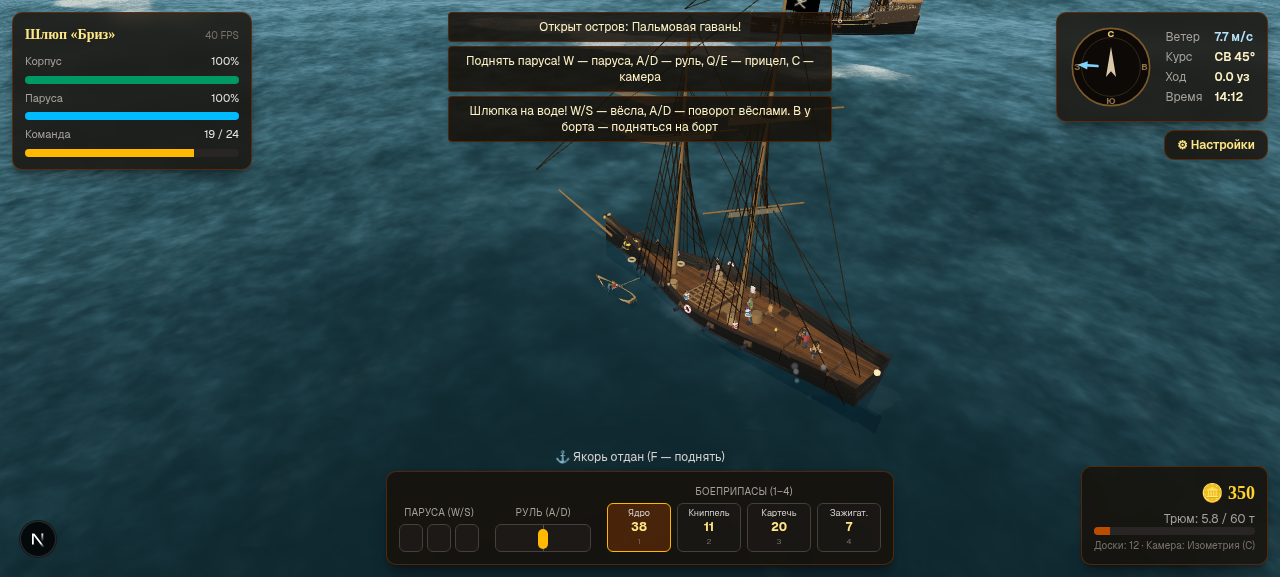 Шлюп «Бриз»
40 FPS
Корпус 100%
Паруса 100%
Команда 19 / 24
Открыт остров: Пальмовая гавань!
Поднять паруса! W — паруса, A/D — руль, Q/E — прицел, C —
камера
Шлюпка на воде! W/S — вёсла, A/D — поворот вёслами. B у
борта — подняться на борт
С
З
В
Ю
Ветер 7.7 м/с
Курс СВ 45°
Ход 0.0 уз
Время 14:12
⚙ Настройки
⚓ Якорь отдан (F — поднять)
ПАРУСА (W/S)
РУЛЬ (A/D)
БОЕПРИПАСЫ (1–4)
Ядро
38
1
Книппель
11
2
Картечь
20
3
Зажигат.
7
4
350
Трюм: 5.8 / 60 т
Доски: 12 · Камера: Изометрия (C)
N